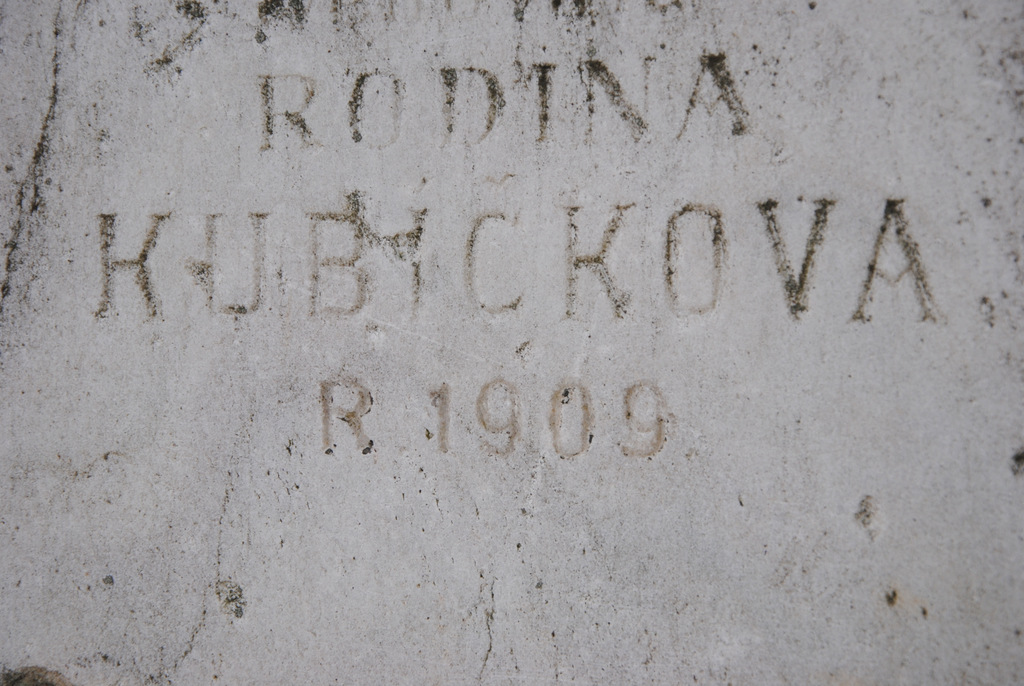 RODINA
KUBÍČKOVA
R. 1909.